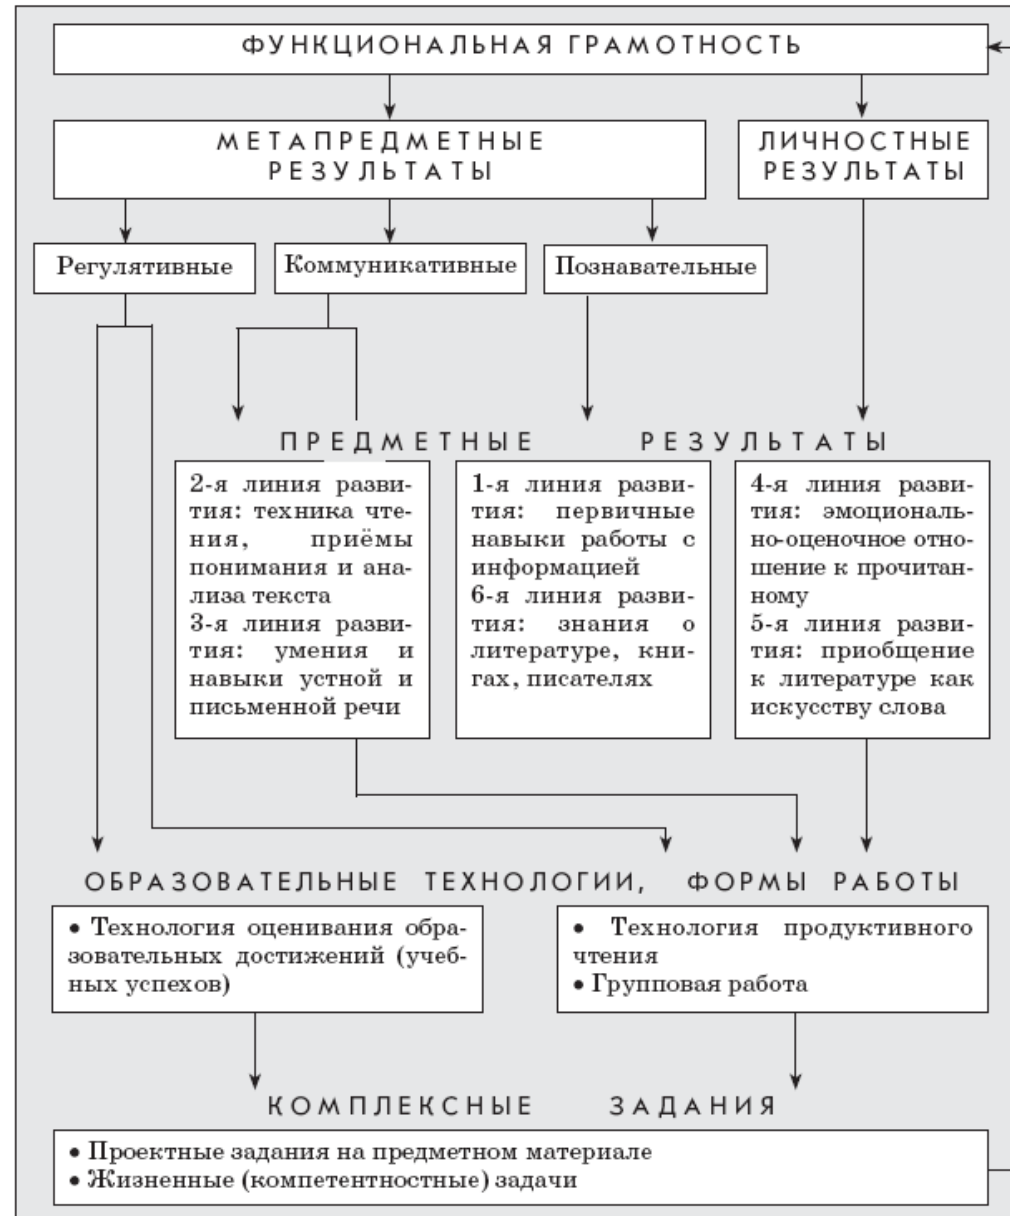 ФУНКЦИОНАЛЬНАЯ ГРАМОТНОСТЬ
МЕТАПРЕДМЕТНЫЕ
РЕЗУЛЬТАТЫ
ЛИЧНОСТНЫЕ
РЕЗУЛЬТАТЫ
Регулятивные
Коммуникативные
Познавательные
ПРЕДМЕТНЫЕ РЕЗУЛЬТАТЫ
2-я линия разви-
тия: техника чте-
ния, приёмы
понимания и ана-
лиза текста
3-я линия разви-
тия: умения и
навыки устной и
письменной речи
1-я линия разви-
тия: первичные
навыки работы с
информацией
6-я линия разви-
тия: знания о
литературе, кни-
гах, писателях
4-я линия разви-
тия: эмоциональ-
но-оценочное отно-
шение к прочитан-
ному
5-я линия разви-
тия: приобщение
к литературе как
искусству слова
ОБРАЗОВАТЕЛЬНЫЕ ТЕХНОЛОГИИ, ФОРМЫ РАБОТЫ
• Технология оценивания обра-
зовательных достижений (учеб-
ных успехов)
• Технология продуктивного
чтения
• Групповая работа
КОМПЛЕКСНЫЕ ЗАДАНИЯ
• Проектные задания на предметном материале
• Жизненные (компетентностные) задачи